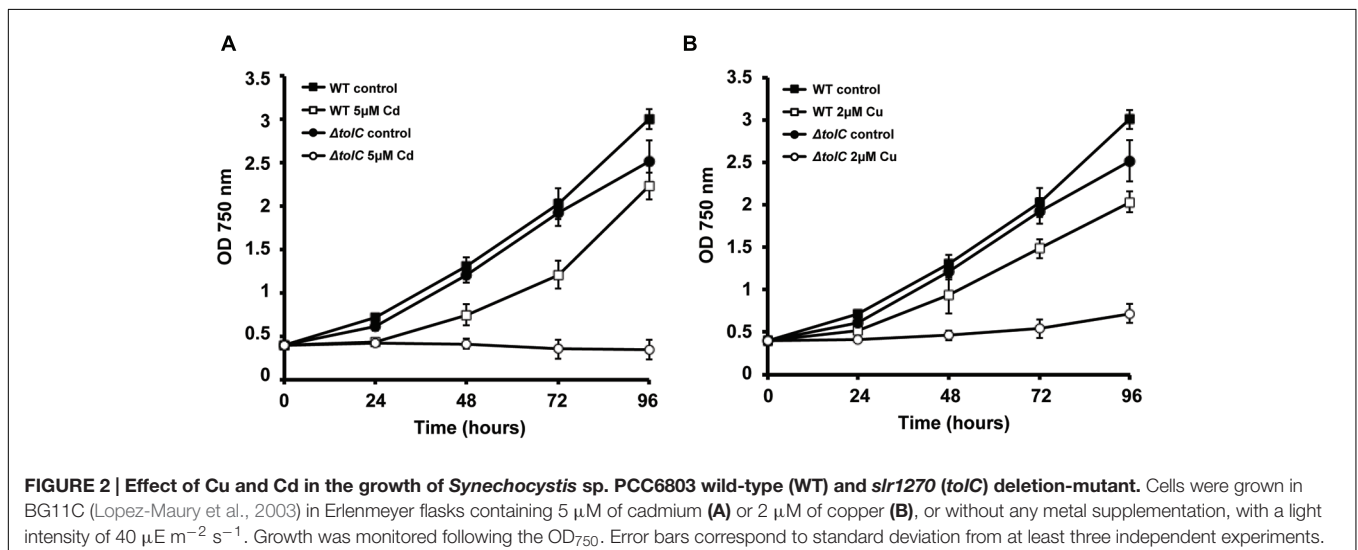 A
3.5
3
2.5
2
1.5
1
0.5
0
OD 750 nm
WT control
WT 5µM Cd
ΔtolC control
ΔtolC 5µM Cd
0 24 48 72 96
Time (hours)
B
3.5
3
2.5
2
1.5
1
0.5
0
OD 750 nm
WT control
WT 2µM Cu
ΔtolC control
ΔtolC 2µM Cu
0 24 48 72 96
Time (hours)
FIGURE 2 | Effect of Cu and Cd in the growth of Synechocystis sp. PCC6803 wild-type (WT) and slr1270 (tolC) deletion-mutant. Cells were grown in
BG11C (Lopez-Maury et al., 2003) in Erlenmeyer flasks containing 5 μM of cadmium (A) or 2 μM of copper (B), or without any metal supplementation, with a light
intensity of 40 μE m⁻² s⁻¹. Growth was monitored following the OD₇₅₀. Error bars correspond to standard deviation from at least three independent experiments.